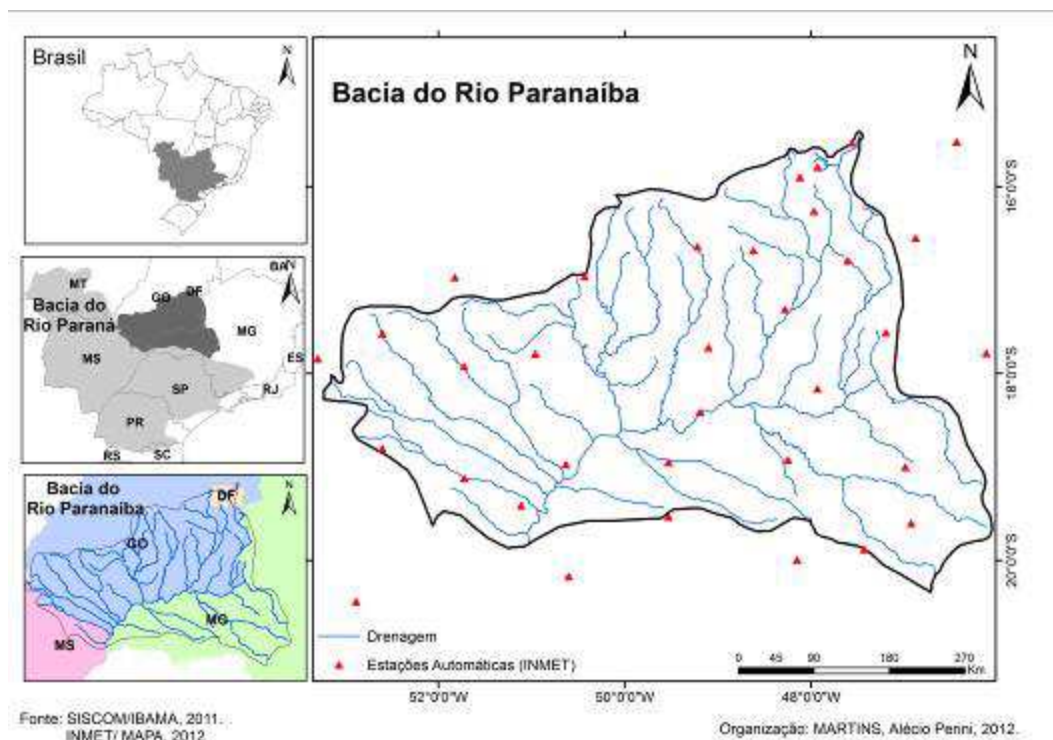 Brasil
N
Bacia do Rio Paranaíba
N
16°0'0"S
18°0'0"S
20°0'0"S
52°0'0"W
50°0'0"W
48°0'0"W
Drenagem
Estações Automáticas (INMET)
0 45 90 180 270
Km
BA
N
MT
GO
DF
Bacia do
Rio Paraná
MG
MS
ES
SP
RJ
PR
RS
SC
Bacia do
Rio Paranaíba
N
DF
GO
MG
MS
Fonte: SISCOM/IBAMA, 2011.
INMET/ MAPA, 2012
Organização: MARTINS, Alécio Perini, 2012.